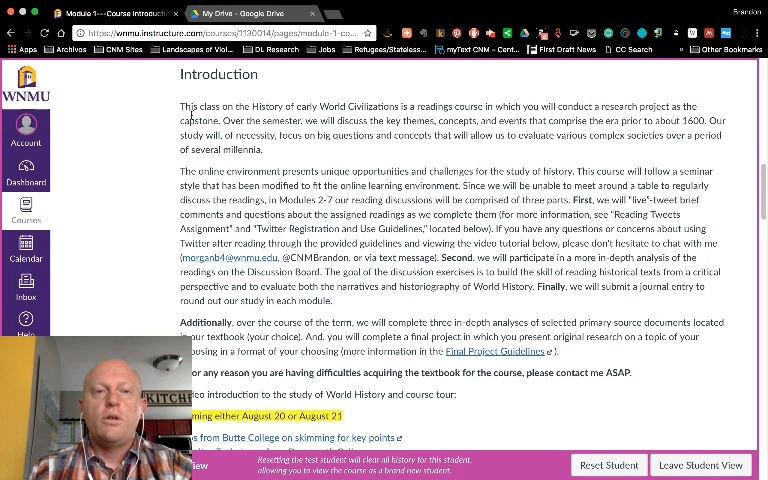 Module 1---Course Introducti
My Drive - Google Drive
Brandon
https://wnmu.instructure.com/courses/1130014/pages/module-1-co...
Apps
Archivos
CNM Sites
Landscapes of Viol...
DL Research
Jobs
Refugees/Stateless...
myText CNM – Cent...
First Draft News
CC Search
»
Other Bookmarks
WNMU
Account
Dashboard
Courses
Calendar
Inbox
Help
Introduction
This class on the History of early World Civilizations is a readings course in which you will conduct a research project as the
capstone. Over the semester, we will discuss the key themes, concepts, and events that comprise the era prior to about 1600. Our
study will, of necessity, focus on big questions and concepts that will allow us to evaluate various complex societies over a period
of several millennia.
The online environment presents unique opportunities and challenges for the study of history. This course will follow a seminar
style that has been modified to fit the online learning environment. Since we will be unable to meet around a table to regularly
discuss the readings, in Modules 2-7 our reading discussions will be comprised of three parts. First, we will "live"-tweet brief
comments and questions about the assigned readings as we complete them (for more information, see "Reading Tweets
Assignment" and "Twitter Registration and Use Guidelines," located below). If you have any questions or concerns about using
Twitter after reading through the provided guidelines and viewing the video tutorial below, please don't hesitate to chat with me
(morganb4@wnmu.edu, @CNMBrandon, or via text message). Second, we will participate in a more in-depth analysis of the
readings on the Discussion Board. The goal of the discussion exercises is to build the skill of reading historical texts from a critical
perspective and to evaluate both the narratives and historiography of World History. Finally, we will submit a journal entry to
round out our study in each module.
Additionally, over the course of the term, we will complete three in-depth analyses of selected primary source documents located
in our textbook (your choice). And, you will complete a final project in which you present original research on a topic of your
choosing in a format of your choosing (more information in the Final Project Guidelines ).
or any reason you are having difficulties acquiring the textbook for the course, please contact me ASAP.
deo introduction to the study of World History and course tour:
ming either August 20 or August 21
ps from Butte College on skimming for key points
KITCHE
view
Resetting the test student will clear all history for this student,
allowing you to view the course as a brand new student.
Reset Student
Leave Student View